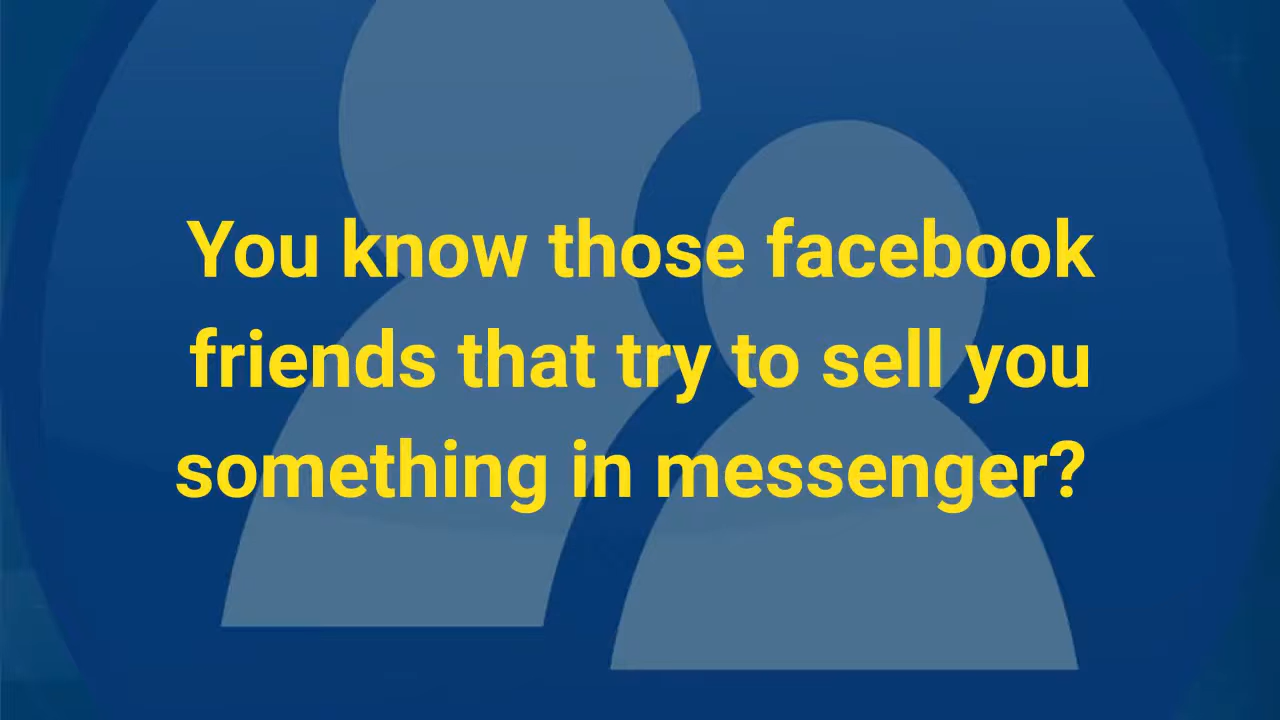 You know those facebook
friends that try to sell you
something in messenger?